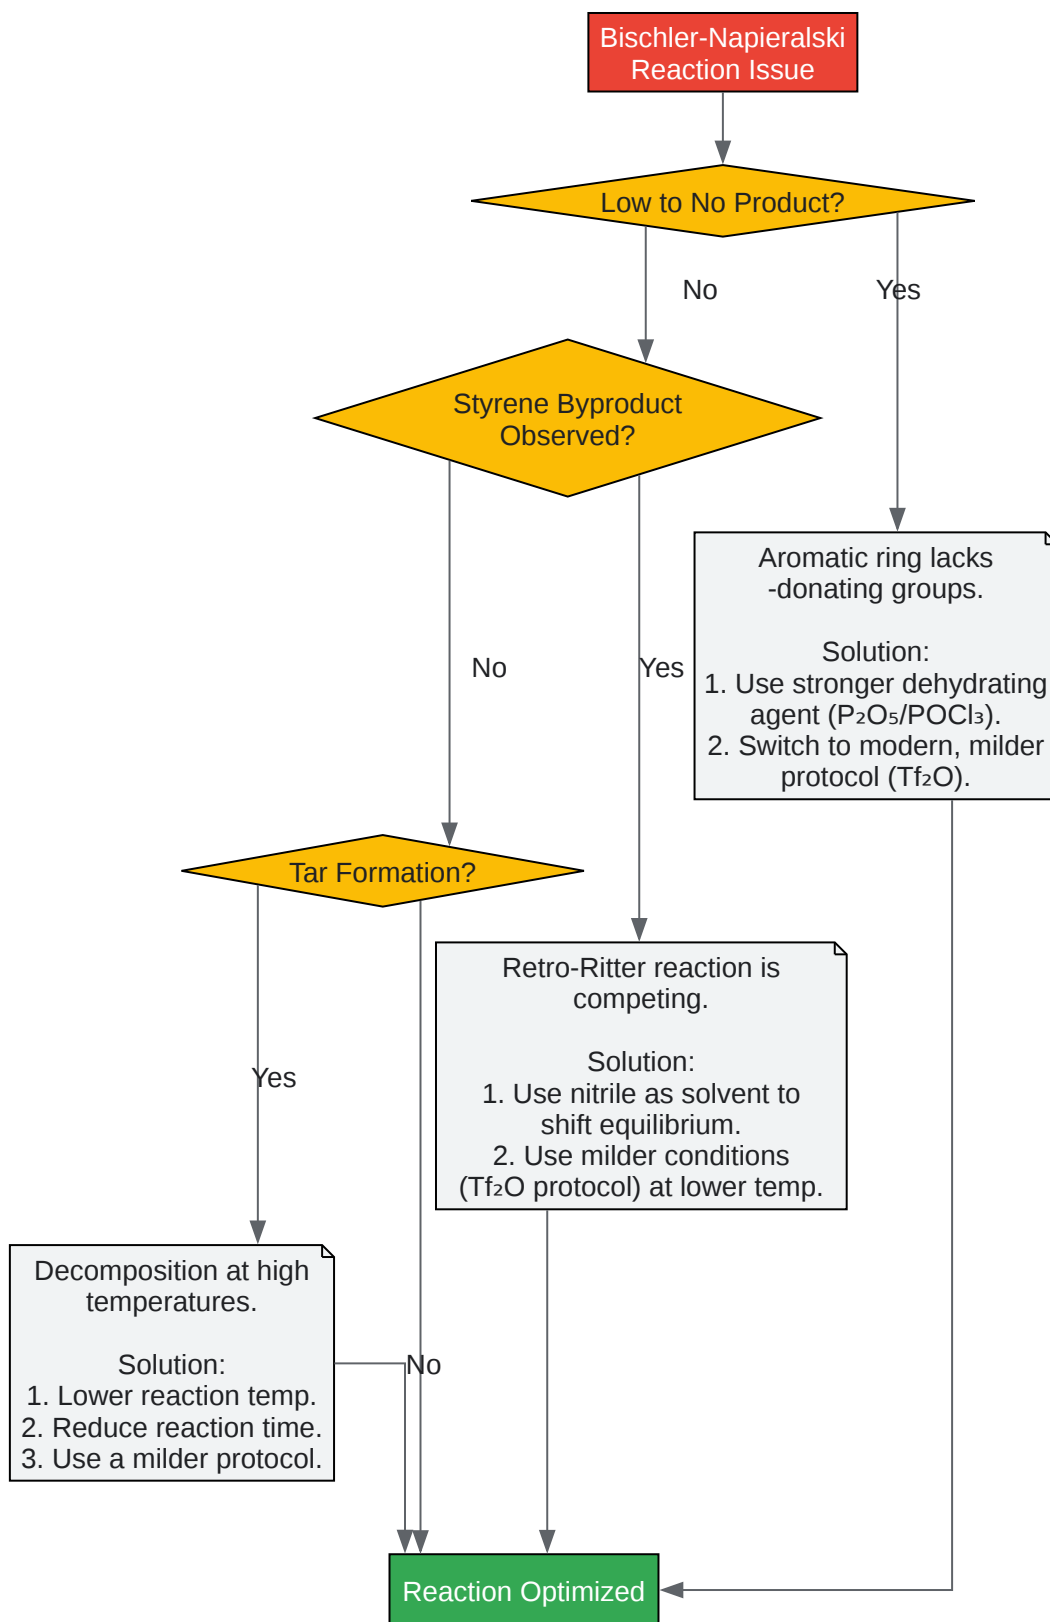 Bischler-Napieralski
Reaction Issue
Low to No Product?
No
Yes
Styrene Byproduct
Observed?
Aromatic ring lacks
-donating groups.
Solution:
1. Use stronger dehydrating
agent (P₂O₅/POCl₃).
2. Switch to modern, milder
protocol (Tf₂O).
No
Yes
Tar Formation?
Retro-Ritter reaction is
competing.
Solution:
1. Use nitrile as solvent to
shift equilibrium.
2. Use milder conditions
(Tf₂O protocol) at lower temp.
Yes
Decomposition at high
temperatures.
Solution:
1. Lower reaction temp.
2. Reduce reaction time.
3. Use a milder protocol.
No
Reaction Optimized